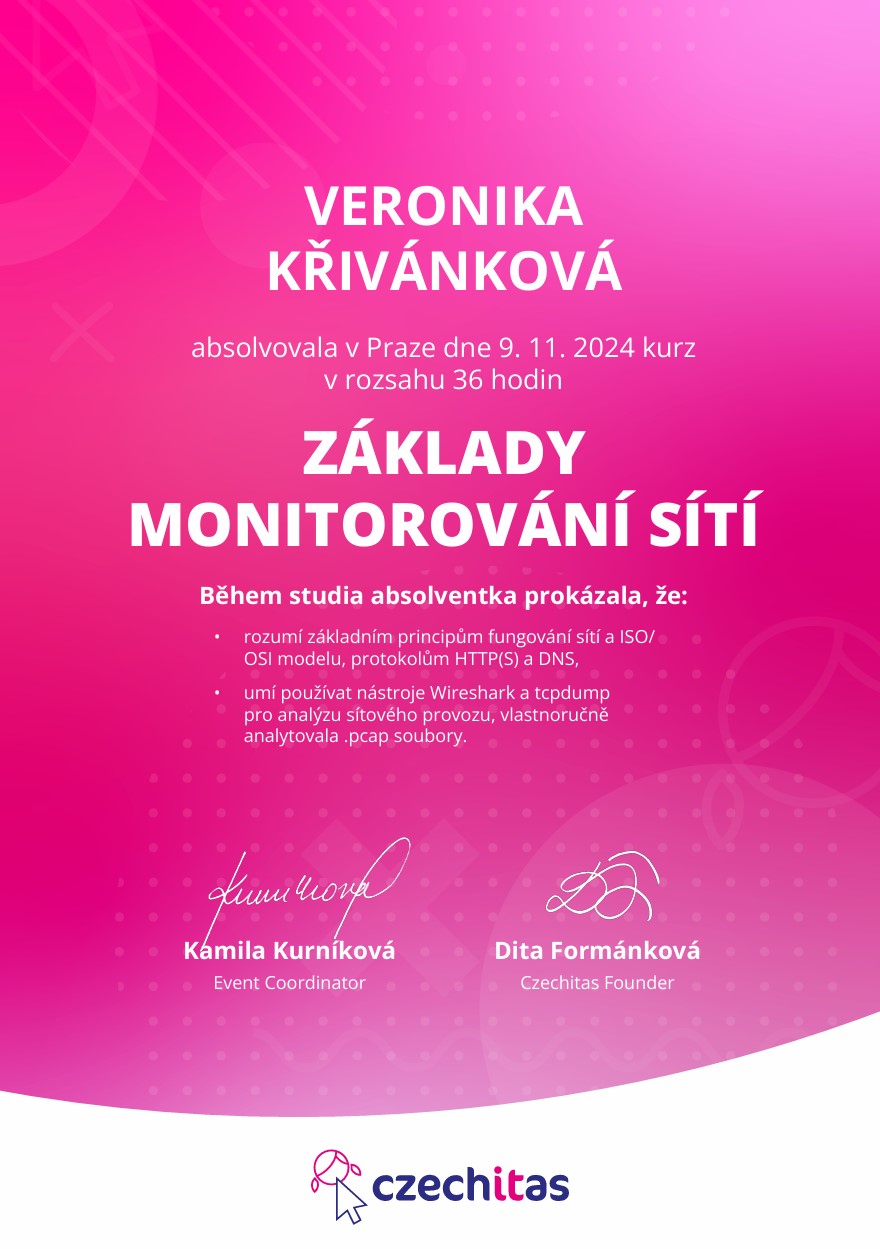 VERONIKA
KŘIVÁNKOVÁ
absolvovala v Praze dne 9. 11. 2024 kurz
v rozsahu 36 hodin
ZÁKLADY
MONITOROVÁNÍ SÍTÍ
Během studia absolventka prokázala, že:
• rozumí základním principům fungování sítí a ISO/
OSI modelu, protokolům HTTP(S) a DNS,
• umí používat nástroje Wireshark a tcpdump
pro analýzu sítového provozu, vlastnoručně
analytovala .pcap soubory.
Kamila Kurníková
Event Coordinator
Dita Formánková
Czechitas Founder
czechitas